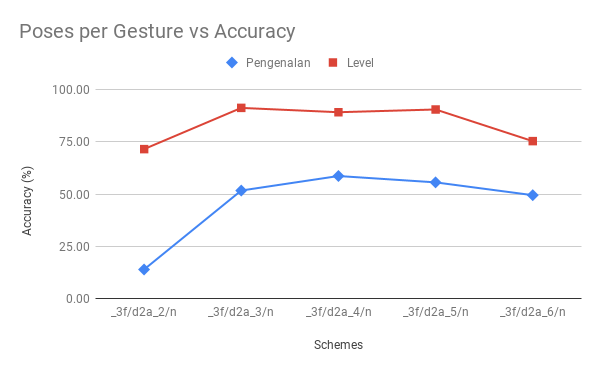 Poses per Gesture vs Accuracy
Pengenalan Level
100.00
75.00
50.00
25.00
0.00
Accuracy (%)
_3f/d2a_2/n _3f/d2a_3/n _3f/d2a_4/n _3f/d2a_5/n _3f/d2a_6/n
Schemes